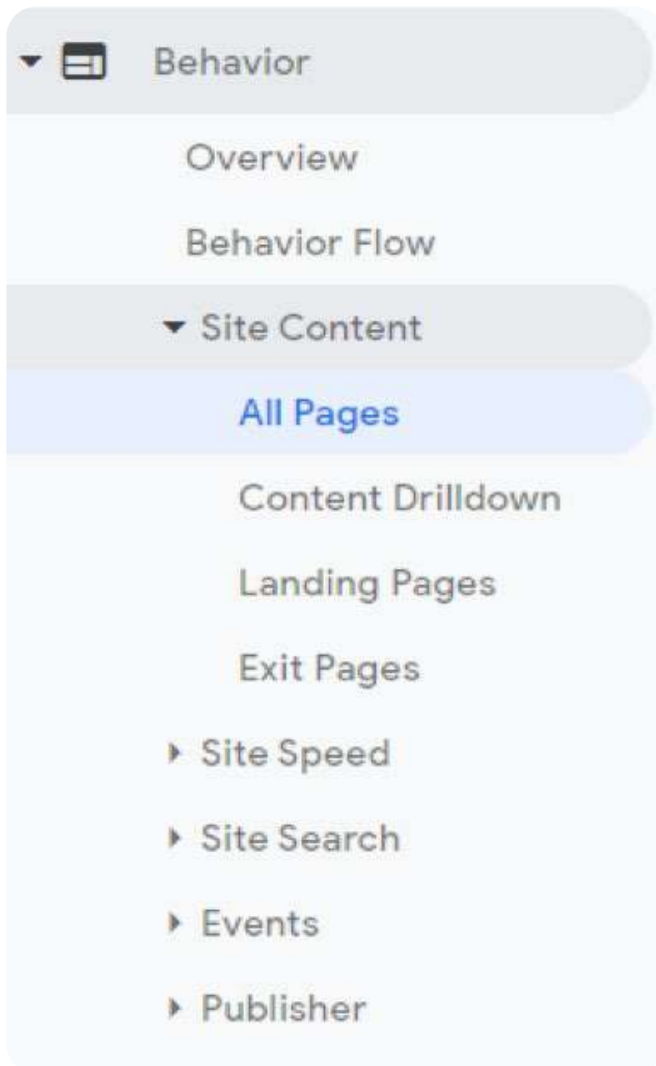 Behavior
Overview
Behavior Flow
Site Content
All Pages
Content Drilldown
Landing Pages
Exit Pages
Site Speed
Site Search
Events
Publisher